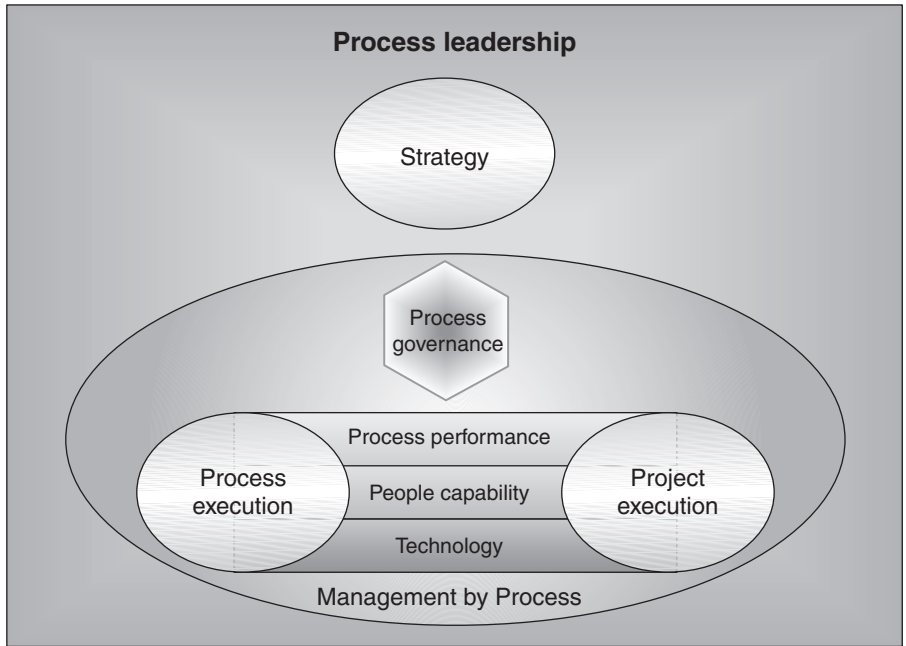 Process leadership
Strategy
Process
governance
Process performance
Process
execution
People capability
Project
execution
Technology
Management by Process